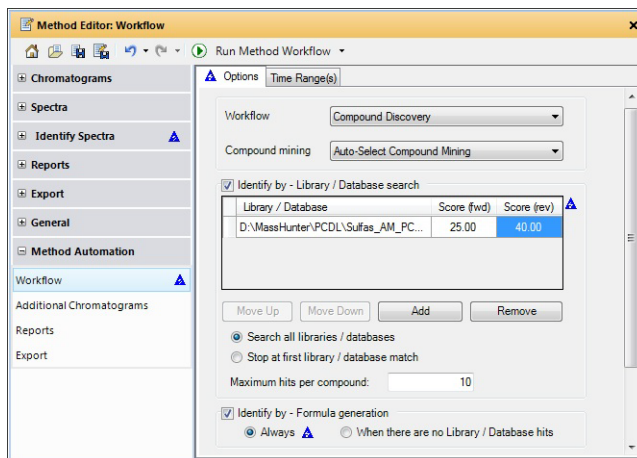 Method Editor: Workflow
Run Method Workflow
Chromatograms
Spectra
Identify Spectra
Reports
Export
General
Method Automation
Workflow
Additional Chromatograms
Reports
Export
Options
Time Range(s)
Workflow
Compound Discovery
Compound mining
Auto-Select Compound Mining
Identify by - Library / Database search
Library / Database Score (fwd) Score (rev)
D:\MassHunter\PCDL\Sulfas_AM_PC... 25.00 40.00
Move Up Move Down Add Remove
Search all libraries / databases
Stop at first library / database match
Maximum hits per compound: 10
Identify by - Formula generation
Always When there are no Library / Database hits